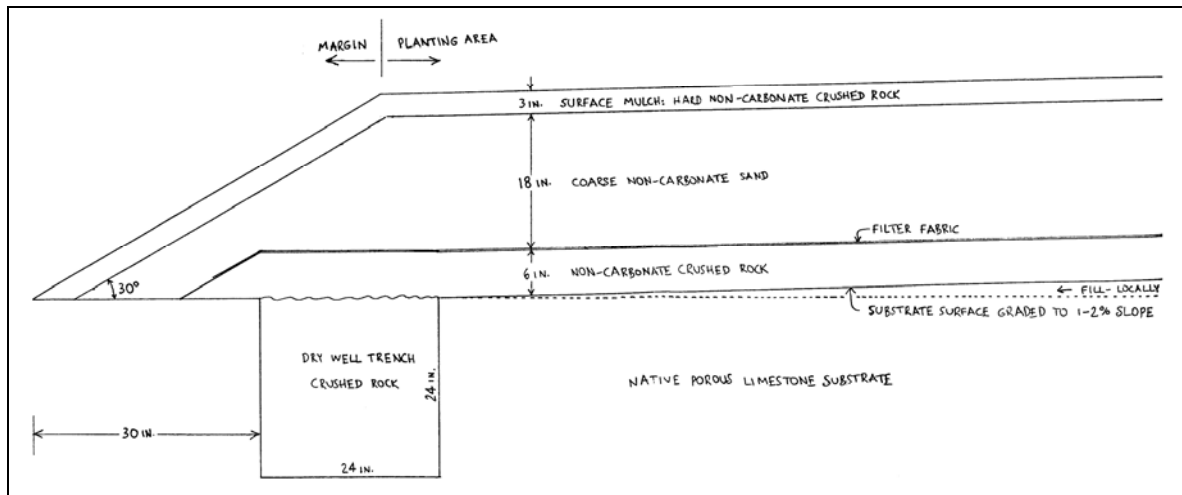 MARGIN
PLANTING AREA
3 IN. SURFACE MULCH: HARD NON-CARBONATE CRUSHED ROCK
18 IN. COARSE NON-CARBONATE SAND
FILTER FABRIC
6 IN. NON-CARBONATE CRUSHED ROCK
30°
← FILL - LOCALLY
SUBSTRATE SURFACE GRADED TO 1-2% SLOPE
DRY WELL TRENCH
CRUSHED ROCK
24 IN.
NATIVE POROUS LIMESTONE SUBSTRATE
30 IN.
24 IN.